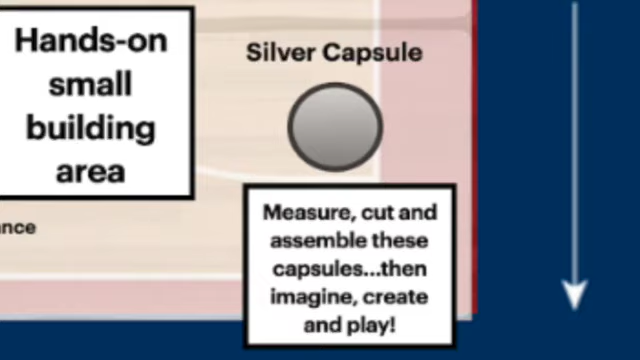 Hands-on
small
building
area
Silver Capsule
Measure, cut and
assemble these
capsules...then
imagine, create
and play!